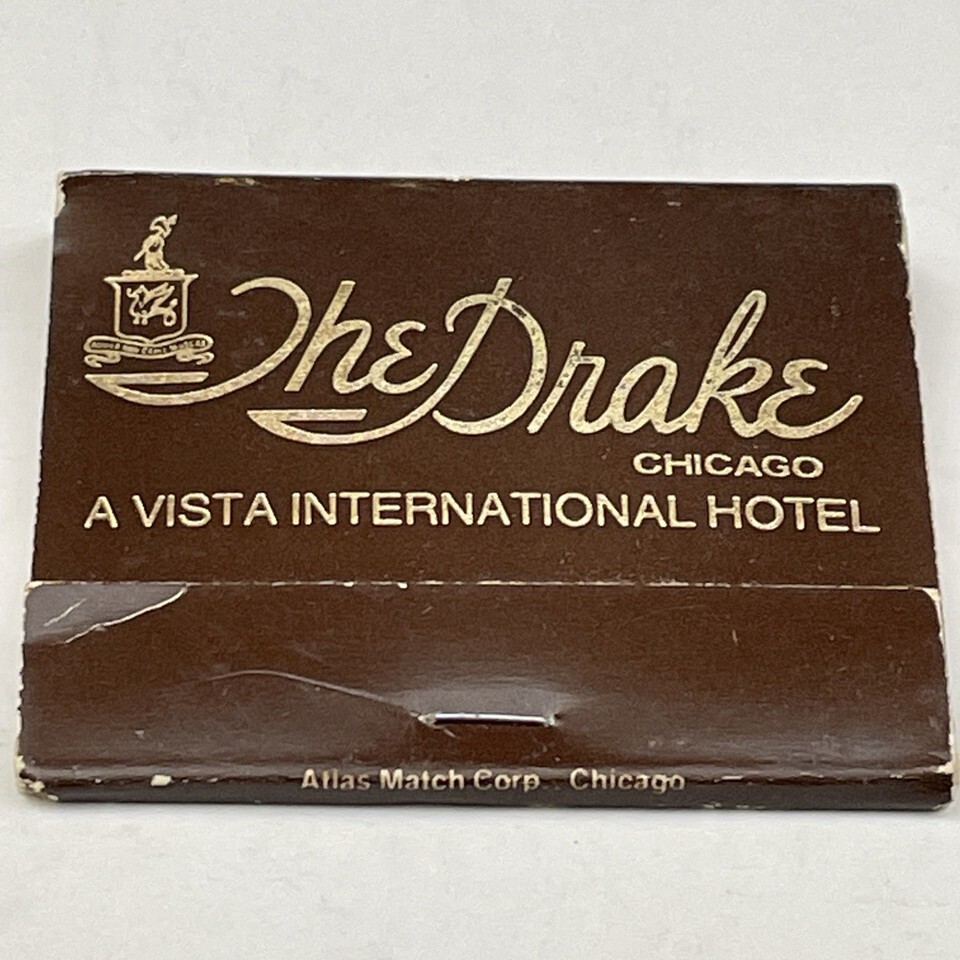 The Drake
CHICAGO
A VISTA INTERNATIONAL HOTEL
Atlas Match Corp Chicago